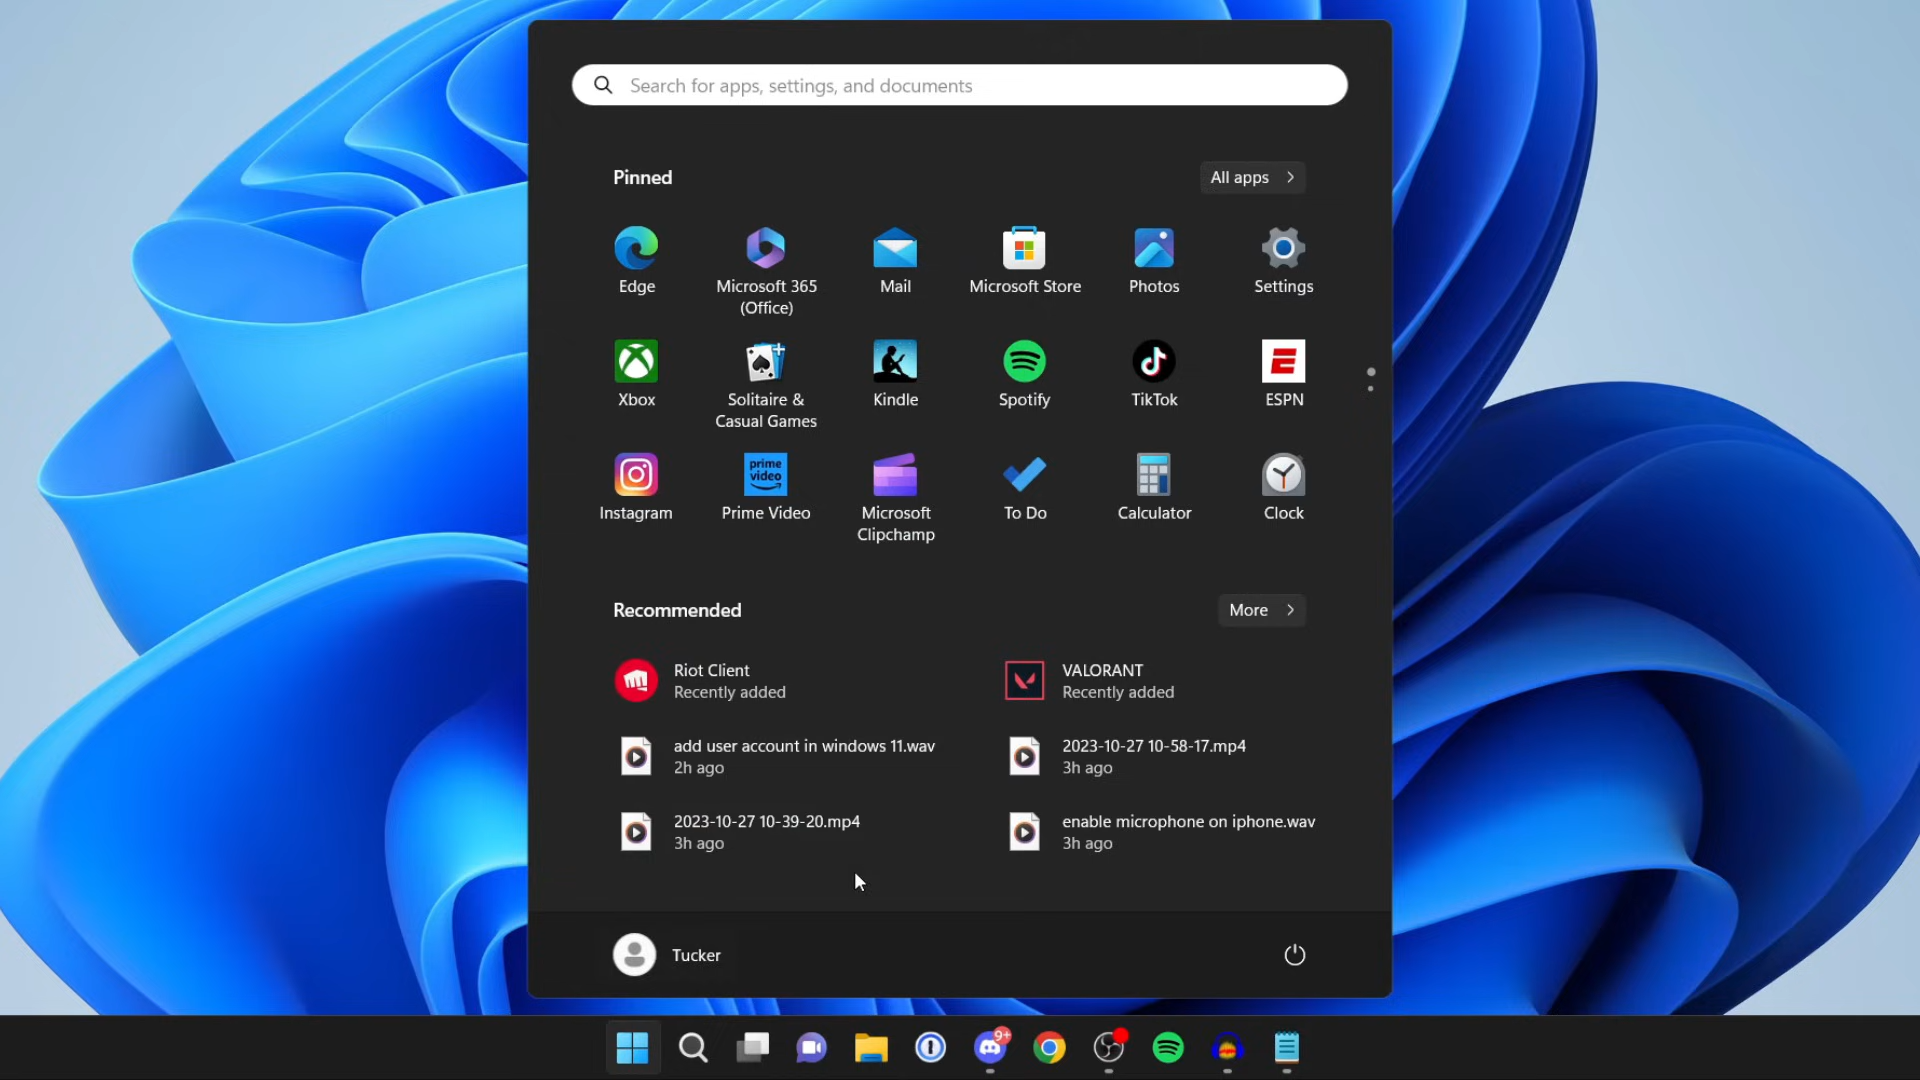 Search for apps, settings, and documents
Pinned
All apps
Edge
Microsoft 365
(Office)
Mail
Microsoft Store
Photos
Settings
Xbox
Solitaire &
Casual Games
Kindle
Spotify
TikTok
ESPN
Instagram
prime
video
Prime Video
Microsoft
Clipchamp
To Do
Calculator
Clock
Recommended
More
Riot Client
Recently added
VALORANT
Recently added
add user account in windows 11.wav
2h ago
2023-10-27 10-58-17.mp4
3h ago
2023-10-27 10-39-20.mp4
3h ago
enable microphone on iphone.wav
3h ago
Tucker
9+